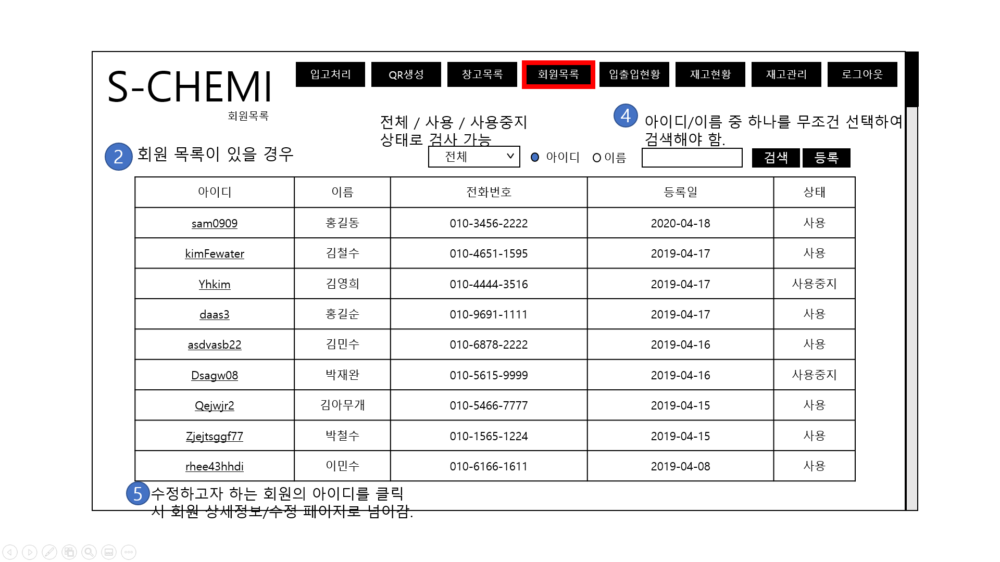 S-CHEMI
회원목록
입고처리 QR생성 창고목록 회원목록 입출입현황 재고현황 재고관리 로그아웃
전체 / 사용 / 사용중지
상태로 검사 가능
4 아이디/이름 중 하나를 무조건 선택하여
검색해야 함.
2 회원 목록이 있을 경우
전체 아이디 이름 검색 등록
아이디 이름 전화번호 등록일 상태
sam0909 홍길동 010-3456-2222 2020-04-18 사용
kimFewater 김철수 010-4651-1595 2019-04-17 사용
Yhkim 김영희 010-4444-3516 2019-04-17 사용중지
daas3 홍길순 010-9691-1111 2019-04-17 사용
asdvasb22 김민수 010-6878-2222 2019-04-16 사용
Dsagw08 박재완 010-5615-9999 2019-04-16 사용중지
Qejwjr2 김아무개 010-5466-7777 2019-04-15 사용
Zjejtsggf77 박철수 010-1565-1224 2019-04-15 사용
rhee43hhdi 이민수 010-6166-1611 2019-04-08 사용
5 수정하고자 하는 회원의 아이디를 클릭
시 회원 상세정보/수정 페이지로 넘어감.